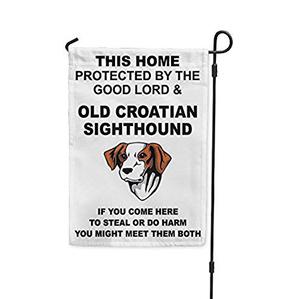 THIS HOME
PROTECTED BY THE
GOOD LORD &
OLD CROATIAN
SIGHTHOUND
IF YOU COME HERE
TO STEAL OR DO HARM
YOU MIGHT MEET THEM BOTH